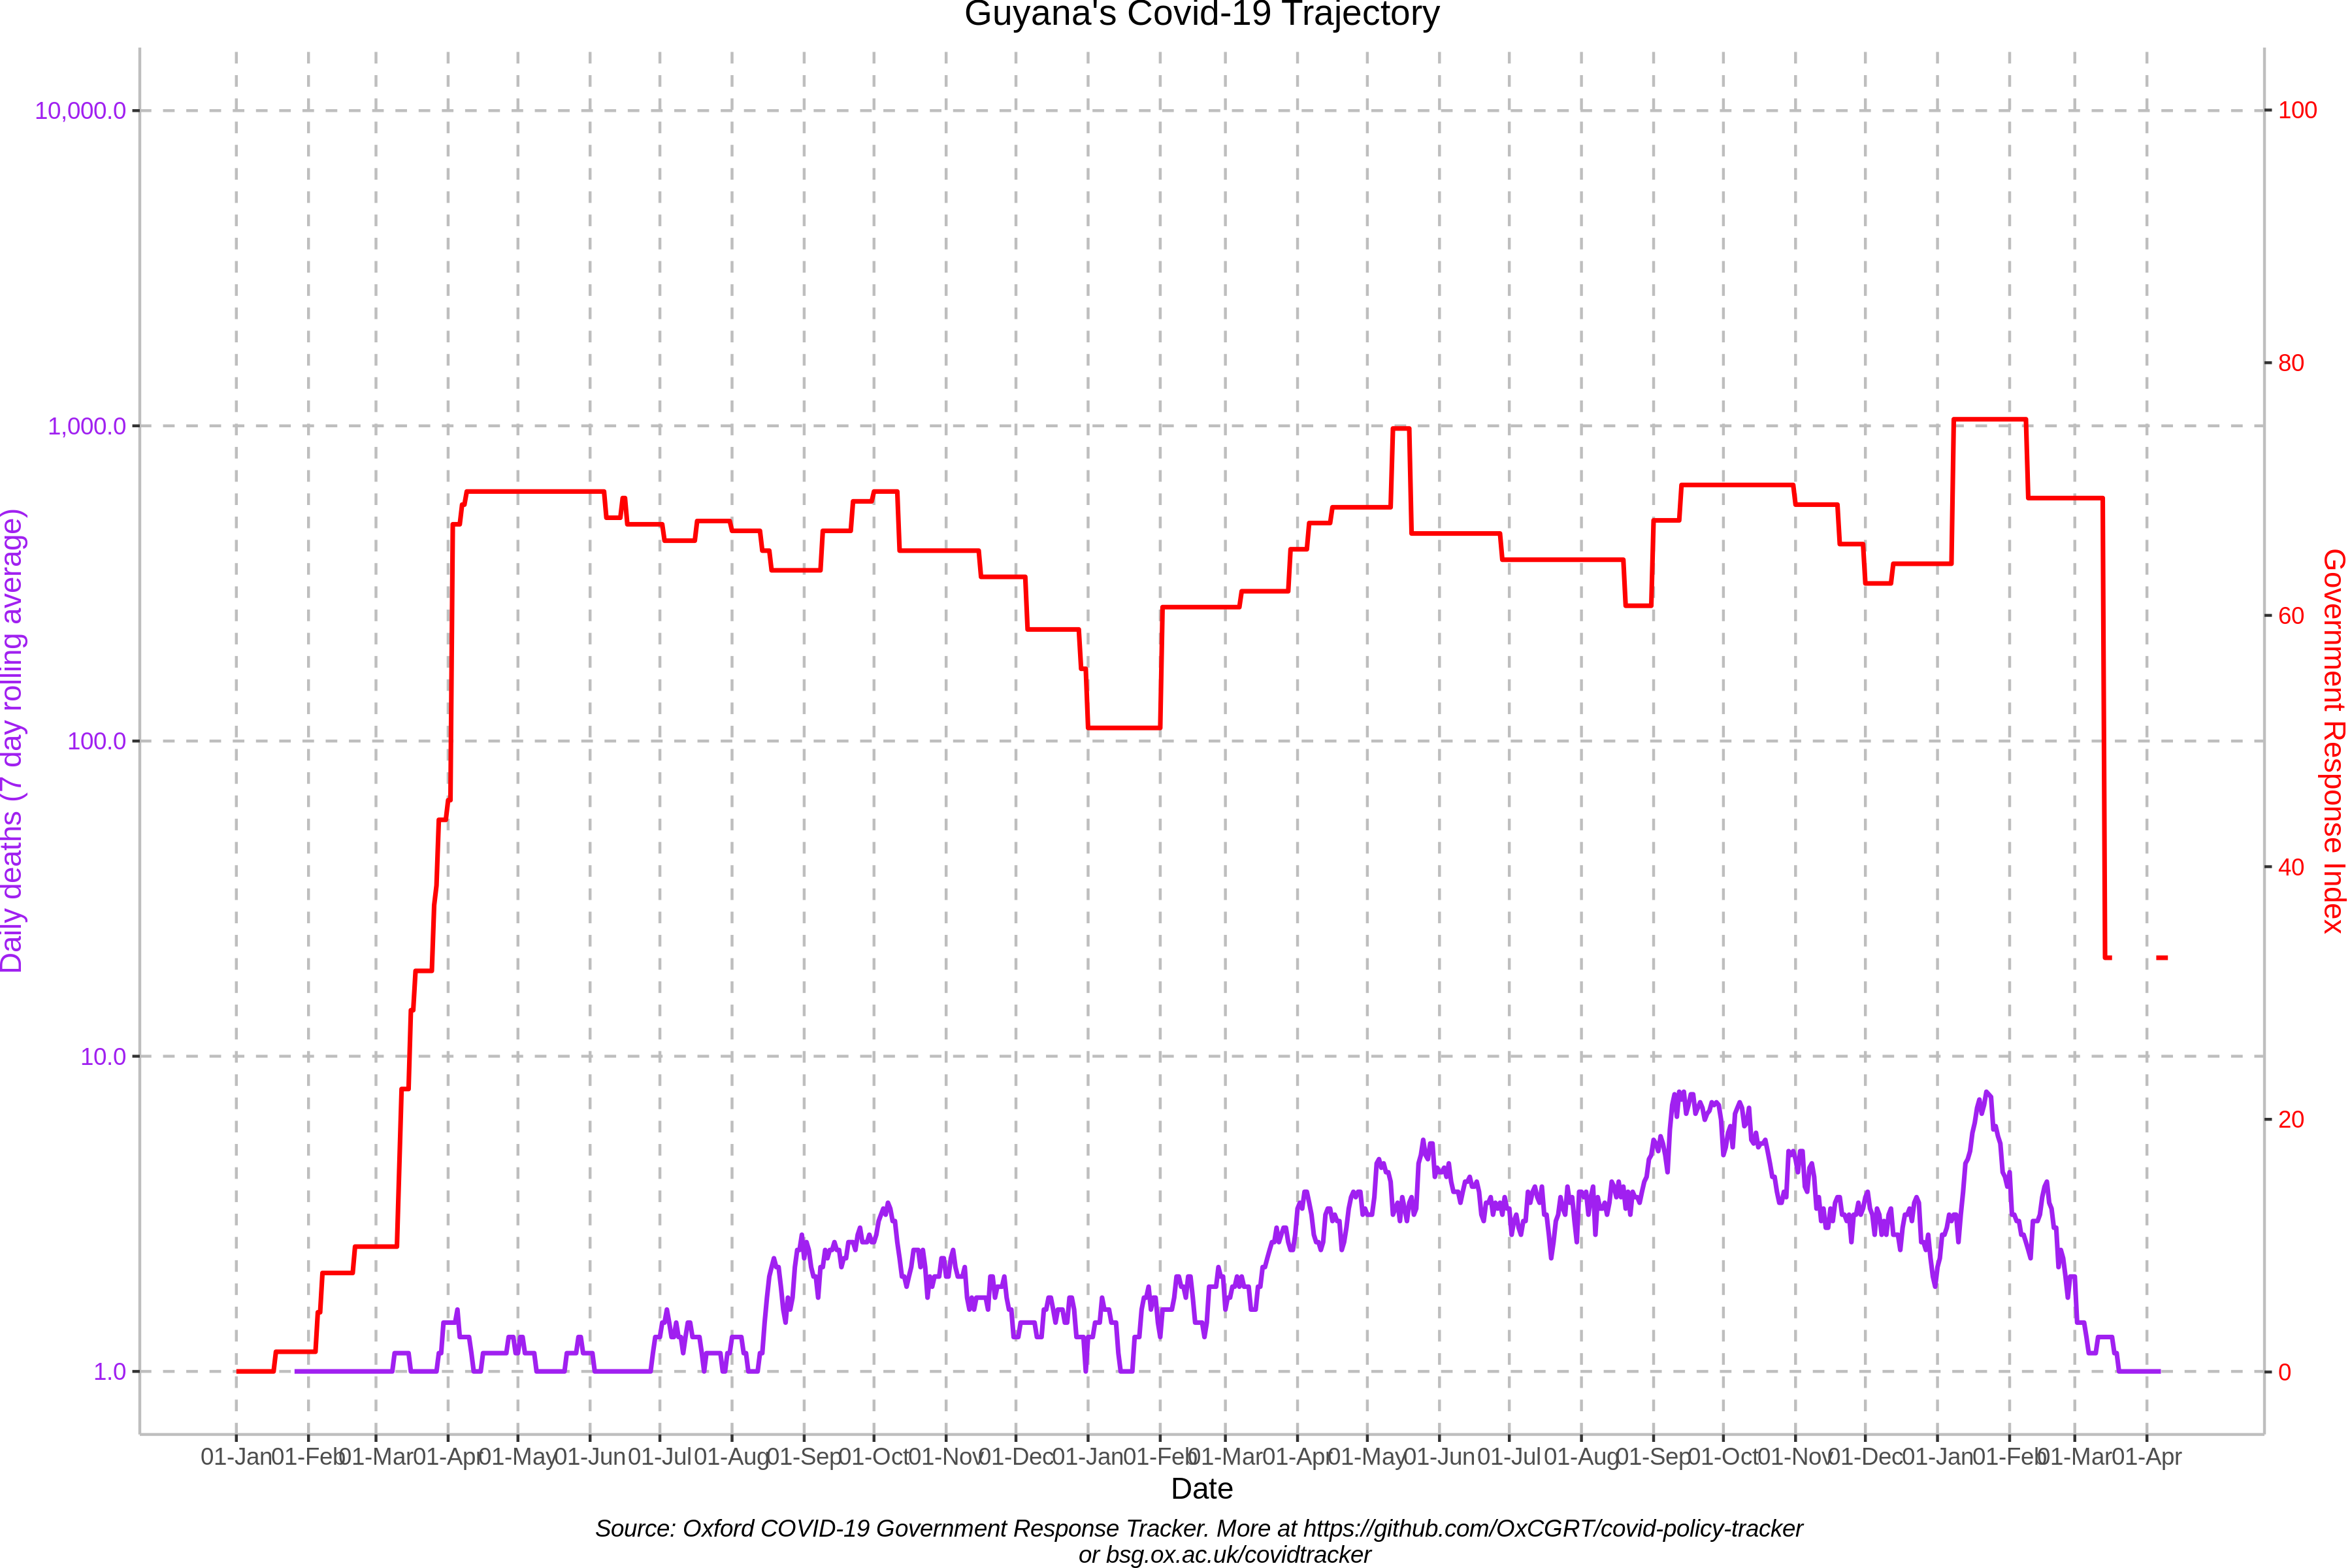 Guyana's Covid-19 Trajectory
10,000.0
1,000.0
100.0
10.0
1.0
Daily deaths (7 day rolling average)
100
80
60
40
20
0
Government Response Index
01-Jan 01-Feb 01-Mar 01-Apr 01-May 01-Jun 01-Jul 01-Aug 01-Sep 01-Oct 01-Nov 01-Dec 01-Jan 01-Feb 01-Mar 01-Apr 01-May 01-Jun 01-Jul 01-Aug 01-Sep 01-Oct 01-Nov 01-Dec 01-Jan 01-Feb 01-Mar 01-Apr
Date
Source: Oxford COVID-19 Government Response Tracker. More at https://github.com/OxCGRT/covid-policy-tracker
or bsg.ox.ac.uk/covidtracker